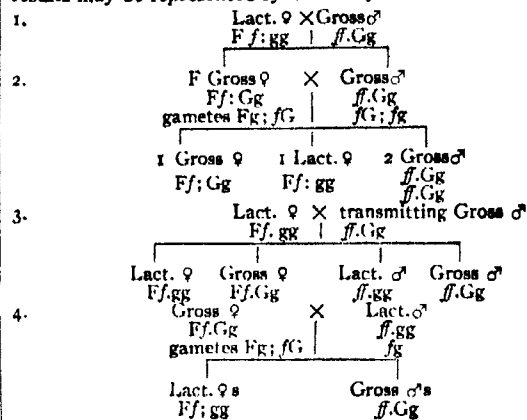 results may be represented
1. Lact. ♀ × Gross ♂
F f: gg ff.Gg
2. F Gross ♀ × Gross ♂
Ff: Gg ff.Gg
gametes Fg; fG fG; fg
1 Gross ♀ 1 Lact. ♀ 2 Gross ♂
Ff; Gg Ff: gg ff.Gg
ff.Gg
3. Lact. ♀ × transmitting Gross ♂
Ff. gg ff.Gg
Lact. ♀ Gross ♀ Lact. ♂ Gross ♂
Ff.gg Ff.Gg ff.gg ff.Gg
4. Gross ♀ × Lact. ♂
Ff.Gg ff.gg
gametes Fg; fG fg
Lact. ♀s Gross ♂s
Ff; gg ff.Gg